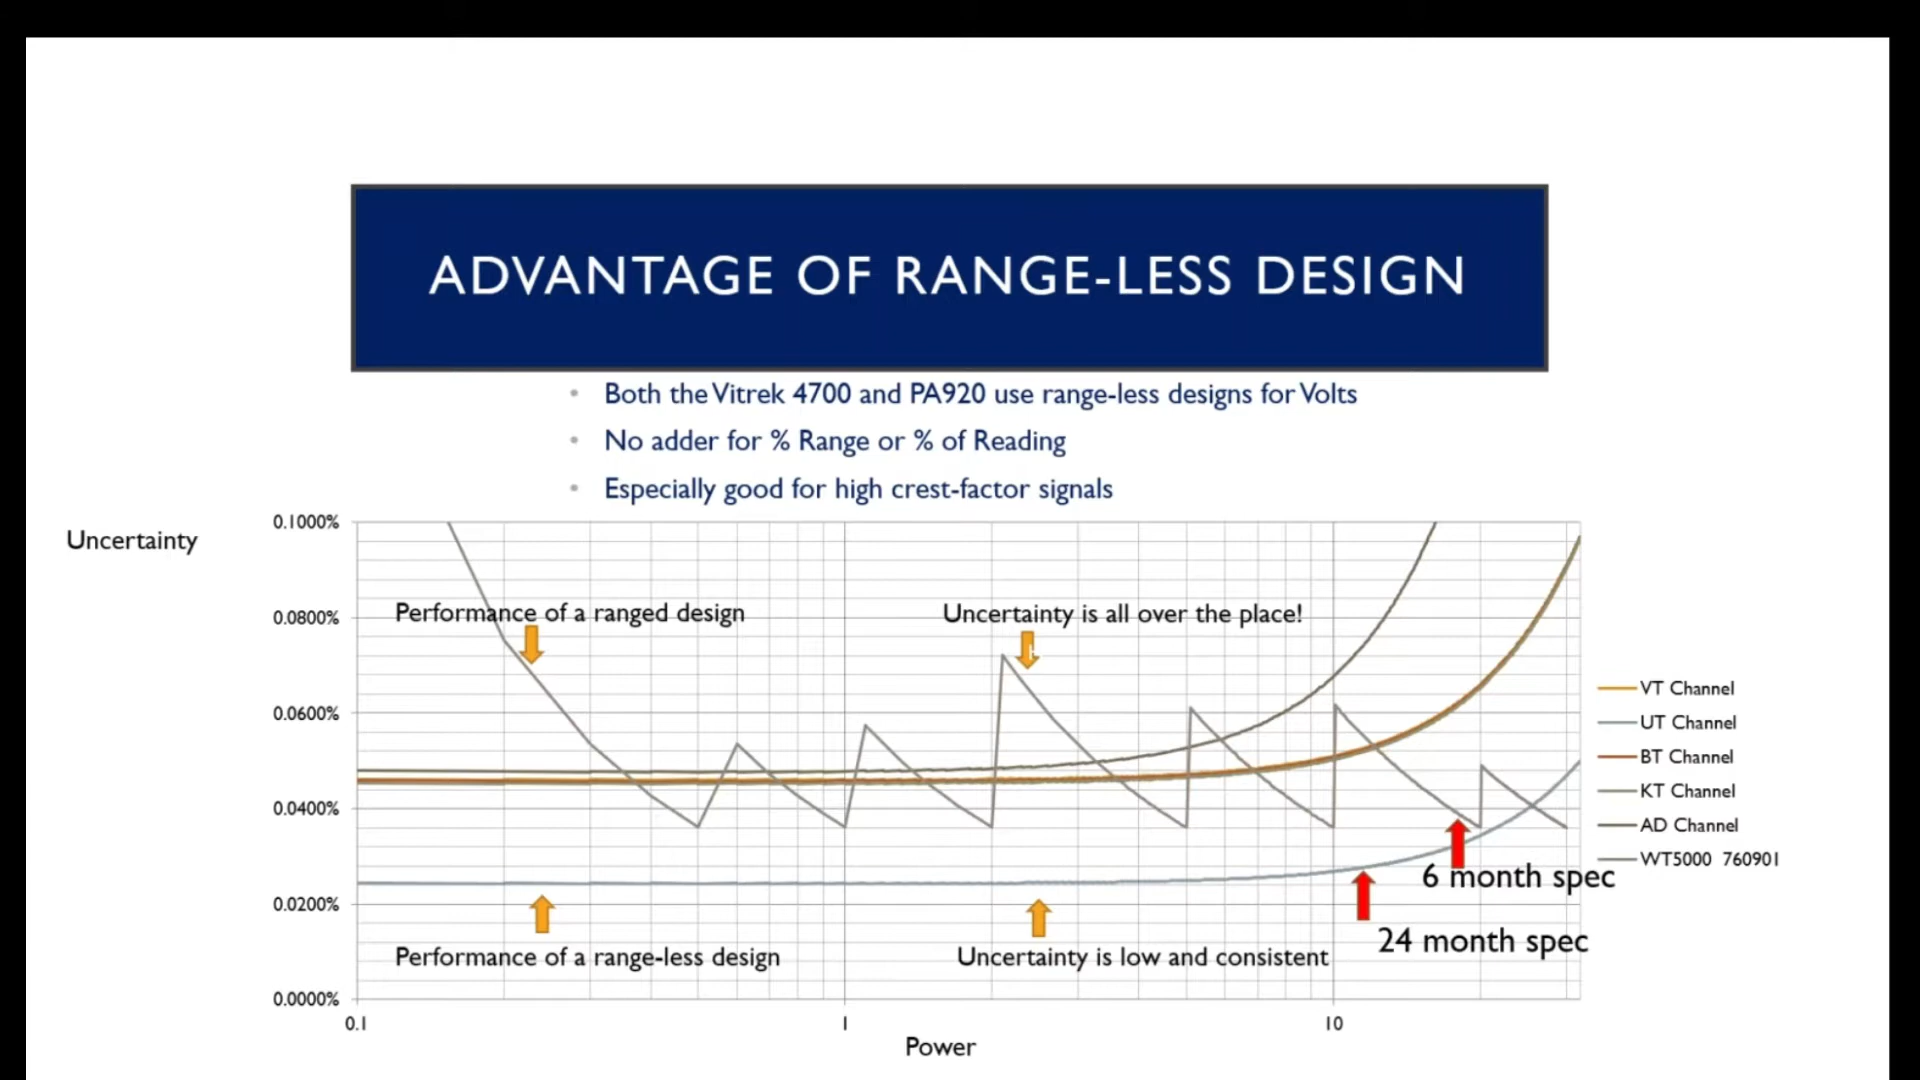 ADVANTAGE OF RANGE-LESS DESIGN
Both the Vitrek 4700 and PA920 use range-less designs for Volts
No adder for % Range or % of Reading
Especially good for high crest-factor signals
Uncertainty
0.1000%
0.0800%
0.0600%
0.0400%
0.0200%
0.0000%
Performance of a ranged design
Uncertainty is all over the place!
VT Channel
UT Channel
BT Channel
KT Channel
AD Channel
WT5000 760901
6 month spec
24 month spec
Performance of a range-less design
Uncertainty is low and consistent
0.1
1
10
Power